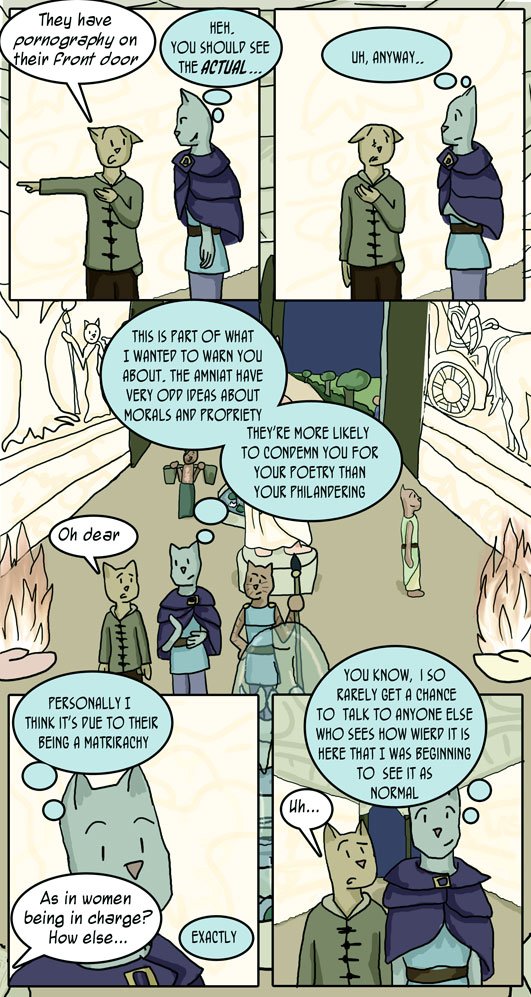 They have
pornography on
their front door
HEH.
YOU SHOULD SEE
THE ACTUAL...
UH, ANYWAY..
THIS IS PART OF WHAT
I WANTED TO WARN YOU
ABOUT. THE AMNIAT HAVE
VERY ODD IDEAS ABOUT
MORALS AND PROPRIETY
THEY'RE MORE LIKELY
TO CONDEMN YOU FOR
YOUR POETRY THAN
YOUR PHILANDERING
Oh dear
PERSONALLY I
THINK IT'S DUE TO THEIR
BEING A MATRIRACHY
As in women
being in charge?
How else...
EXACTLY
YOU KNOW, I SO
RARELY GET A CHANCE
TO TALK TO ANYONE ELSE
WHO SEES HOW WIERD IT IS
HERE THAT I WAS BEGINNING
TO SEE IT AS
NORMAL
Uh...